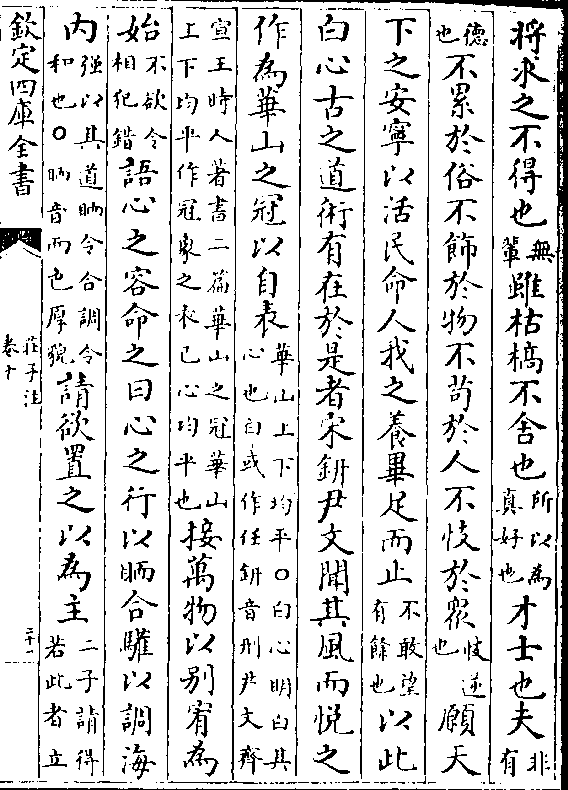 将求之不得也無輩雖枯槁不舍也所以為真好也才士也夫非有
德也不累於俗不飾於物不苟於人不忮於衆忮逆也願天
下之安寧以活民命人我之養畢足而止不敢望有餘也以此
白心古之道術有在於是者宋鈃尹文聞其風而悦之
作為華山之冠以自表華山上下均平○白心明白其心也白或作任鈃音刑尹文齊
宣王時人著書二篇華山之冠華山上下均平作冠象之表已心均平也接萬物以别宥為
始不欲令相犯錯語心之容命之曰心之行以聏合驩以調海
内强以其道聏令合調令和也○聏音而色厚貌請欲置之以為主二子請得若此者立
欽定四庫全書
莊子注
卷十
二十一